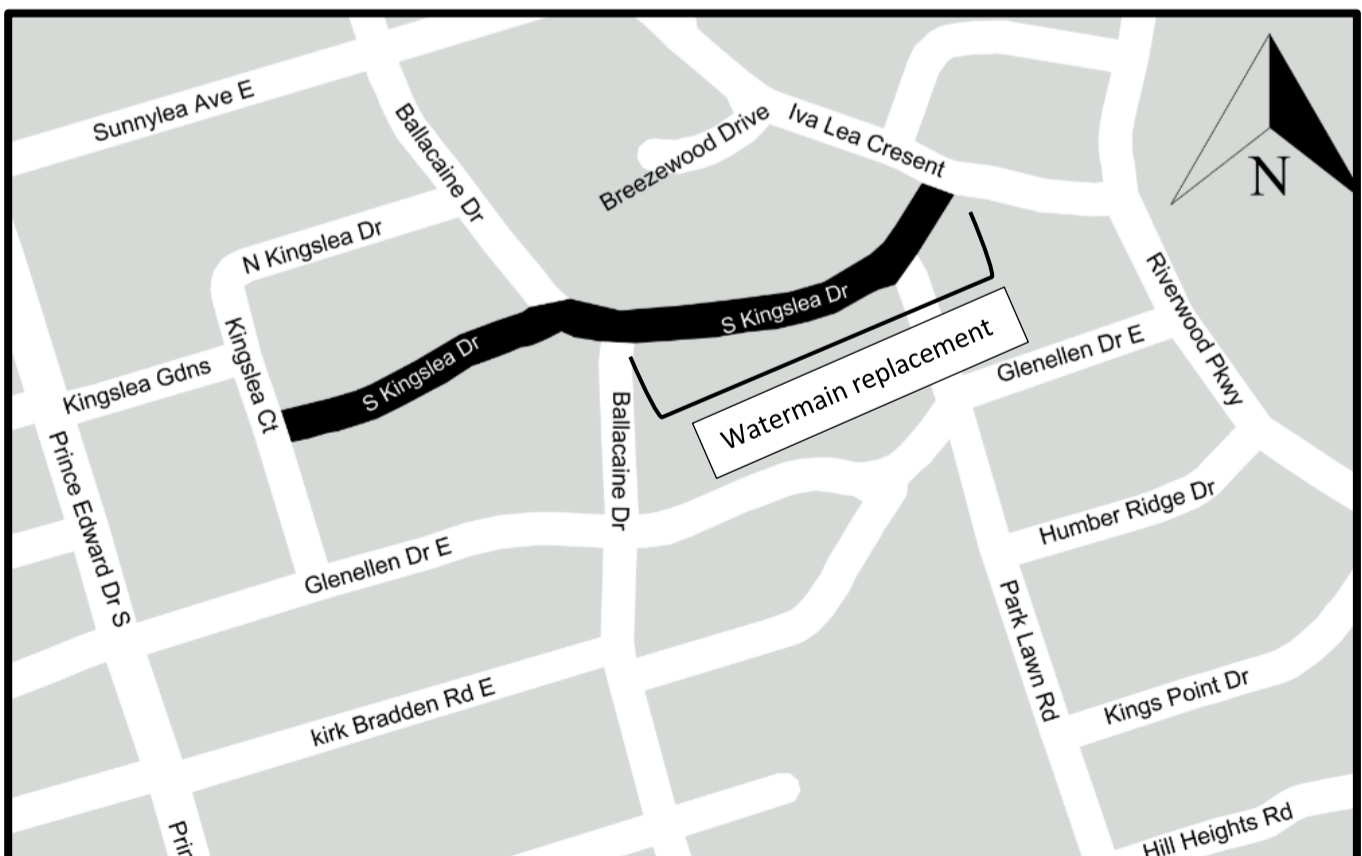 Sunnylea Ave E
Ballacaine Dr
Breezewood Drive
Iva Lea Cresent
N
N Kingslea Dr
S Kingslea Dr
Riverwood Pkwy
Kingslea Gdns
Kingslea Ct
S Kingslea Dr
Watermain replacement
Glenellen Dr E
Ballacaine Dr
Prince Edward Dr S
Humber Ridge Dr
Glenellen Dr E
Park Lawn Rd
kirk Bradden Rd E
Kings Point Dr
Prin
Hill Heights Rd